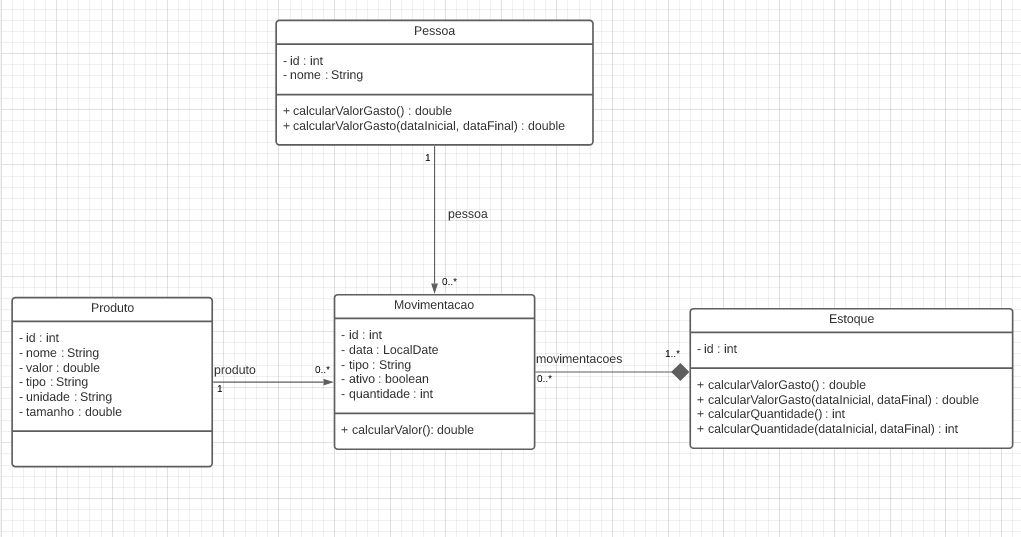 Pessoa
- id : int
- nome : String
+ calcularValorGasto() : double
+ calcularValorGasto(dataInicial, dataFinal) : double
1
pessoa
0..*
Produto
- id : int
- nome : String
- valor : double
- tipo : String
- unidade : String
- tamanho : double
produto
1
0..*
Movimentacao
- id : int
- data : LocalDate
- tipo : String
- ativo : boolean
- quantidade : int
+ calcularValor(): double
movimentacoes
0..*
1..*
Estoque
- id : int
+ calcularValorGasto() : double
+ calcularValorGasto(dataInicial, dataFinal) : double
+ calcularQuantidade() : int
+ calcularQuantidade(dataInicial, dataFinal) : int